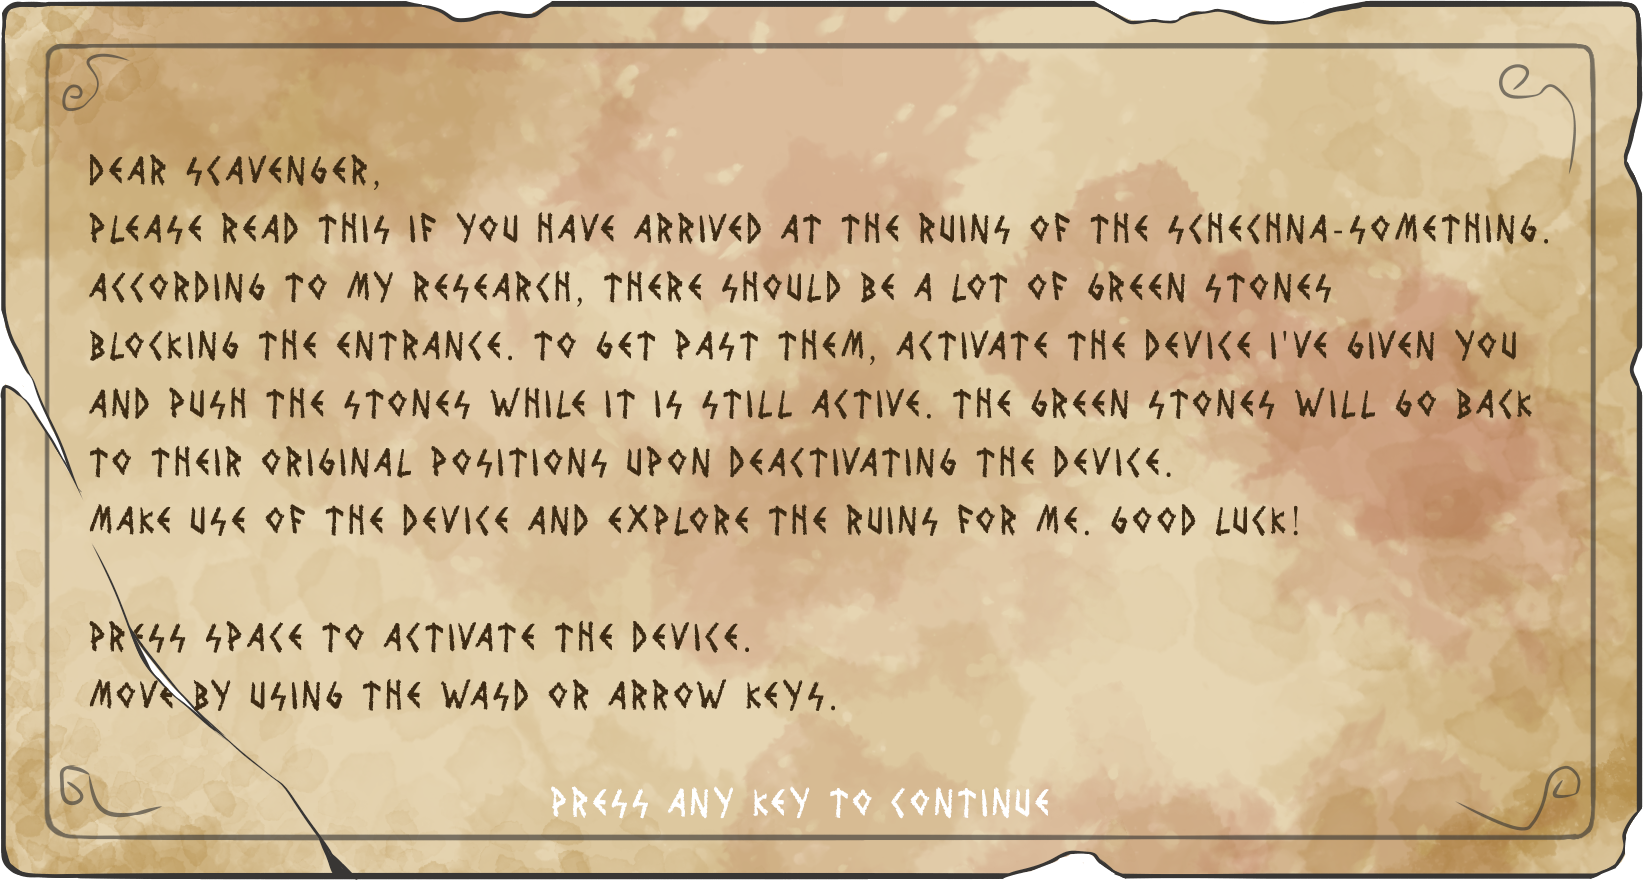 DEAR SCAVENGER,
PLEASE READ THIS IF YOU HAVE ARRIVED AT THE RUINS OF THE SCHECHNA-SOMETHING.
ACCORDING TO MY RESEARCH, THERE SHOULD BE A LOT OF GREEN STONES
BLOCKING THE ENTRANCE. TO GET PAST THEM, ACTIVATE THE DEVICE I'VE GIVEN YOU
AND PUSH THE STONES WHILE IT IS STILL ACTIVE. THE GREEN STONES WILL GO BACK
TO THEIR ORIGINAL POSITIONS UPON DEACTIVATING THE DEVICE.
MAKE USE OF THE DEVICE AND EXPLORE THE RUINS FOR ME. GOOD LUCK!
PRESS SPACE TO ACTIVATE THE DEVICE.
MOVE BY USING THE WASD OR ARROW KEYS.
PRESS ANY KEY TO CONTINUE